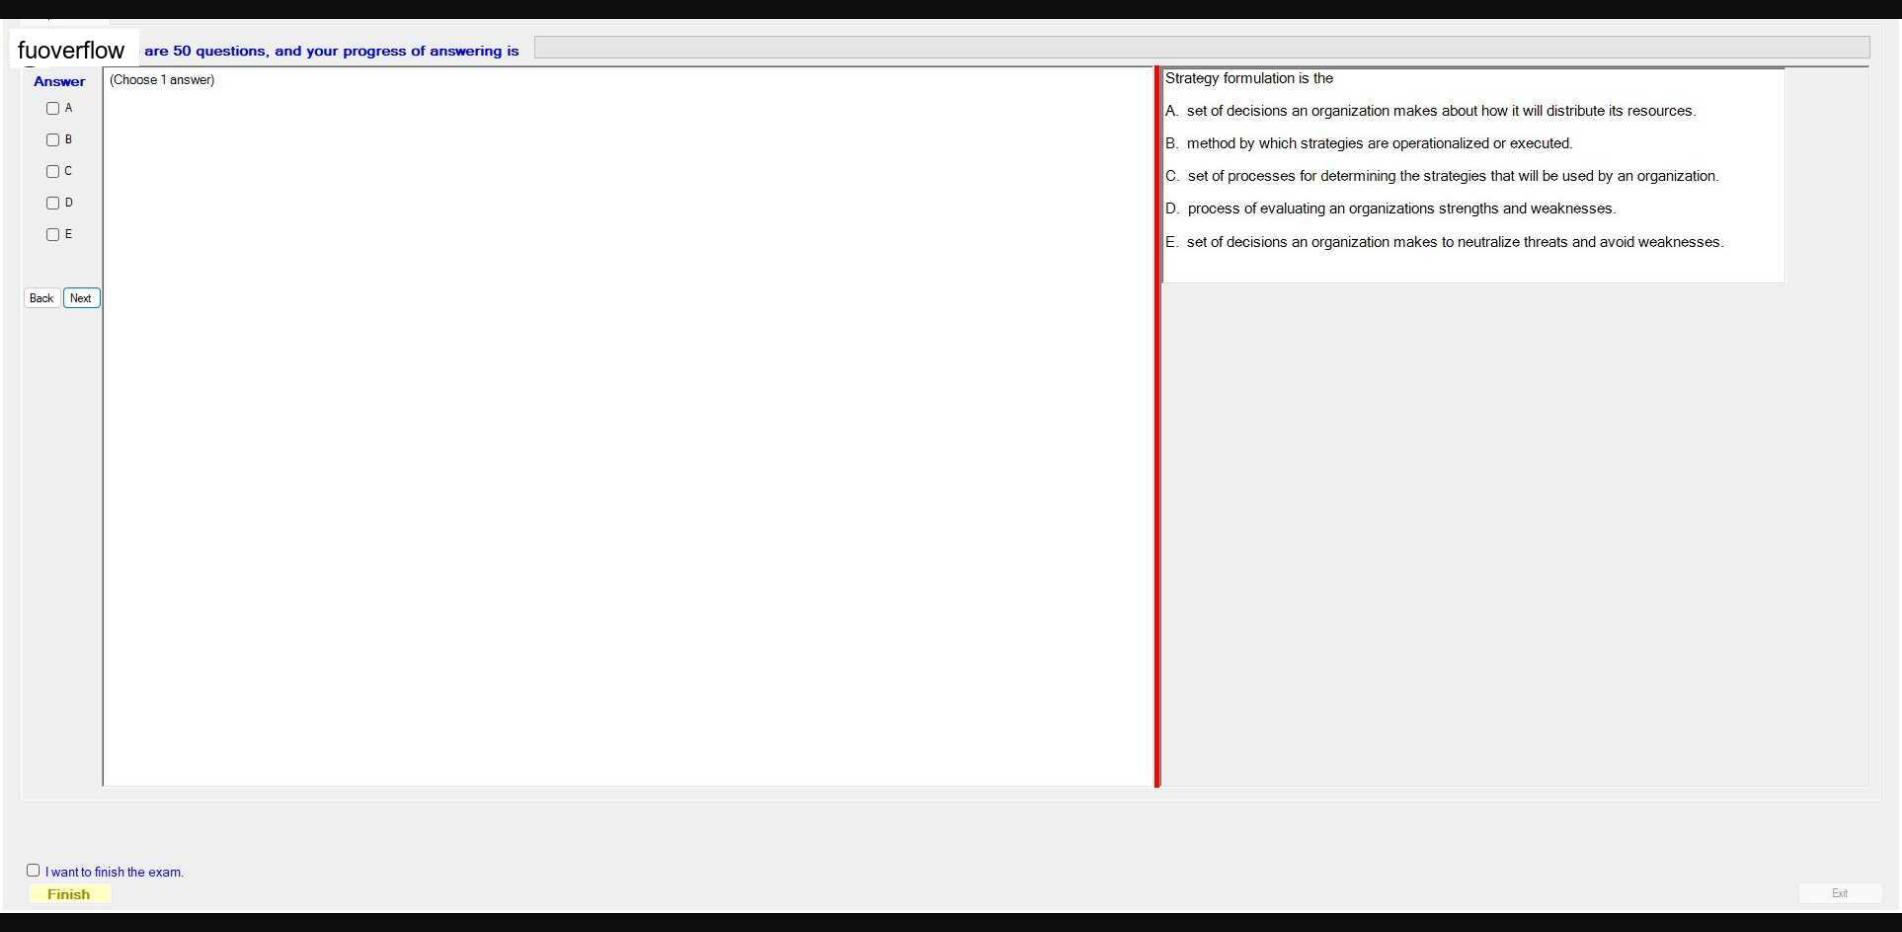 fuoverflow are 50 questions, and your progress of answering is
Answer
(Choose 1 answer)
A
B
C
D
E
Back Next
Strategy formulation is the
A. set of decisions an organization makes about how it will distribute its resources.
B. method by which strategies are operationalized or executed.
C. set of processes for determining the strategies that will be used by an organization.
D. process of evaluating an organizations strengths and weaknesses.
E. set of decisions an organization makes to neutralize threats and avoid weaknesses.
I want to finish the exam.
Finish
Exit